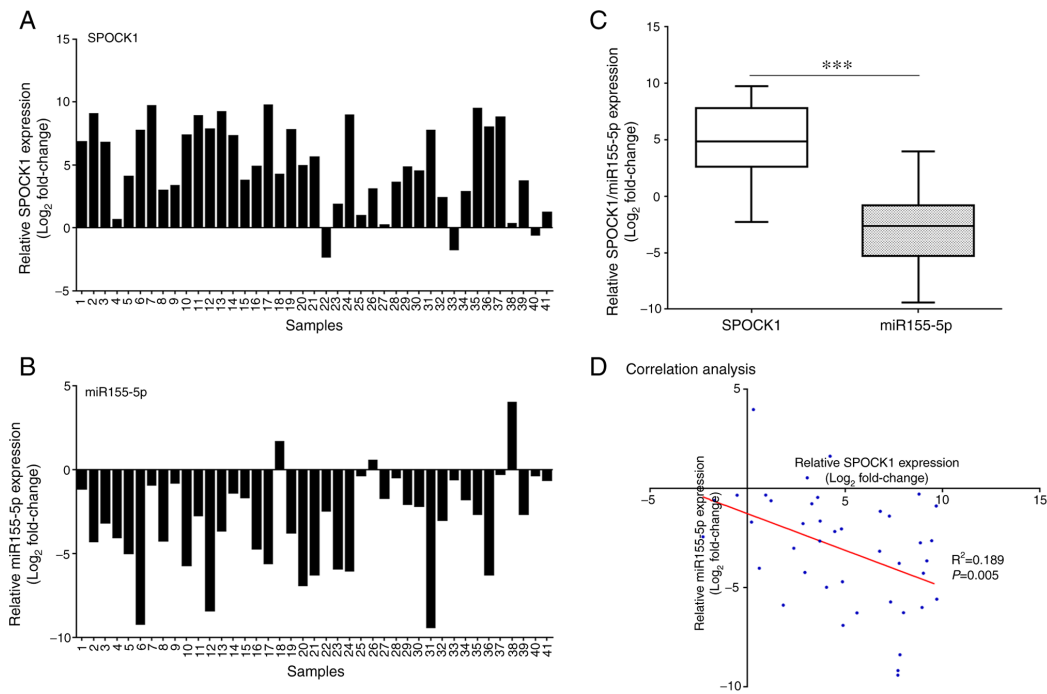 A
SPOCK1
Relative SPOCK1 expression
(Log2 fold-change)
15
10
5
0
−5
1 2 3 4 5 6 7 8 9 10 11 12 13 14 15 16 17 18 19 20 21 22 23 24 25 26 27 28 29 30 31 32 33 34 35 36 37 38 39 40 41
Samples
B
miR155-5p
Relative miR155-5p expression
(Log2 fold-change)
5
0
−5
−10
1 2 3 4 5 6 7 8 9 10 11 12 13 14 15 16 17 18 19 20 21 22 23 24 25 26 27 28 29 30 31 32 33 34 35 36 37 38 39 40 41
Samples
C
Relative SPOCK1/miR155-5p expression
(Log2 fold-change)
15
10
5
0
−5
−10
***
SPOCK1
miR155-5p
D Correlation analysis
5
Relative SPOCK1 expression
(Log2 fold-change)
−5 5 10 15
Relative miR155-5p expression
(Log2 fold-change)
−5
−10
R²=0.189
P=0.005